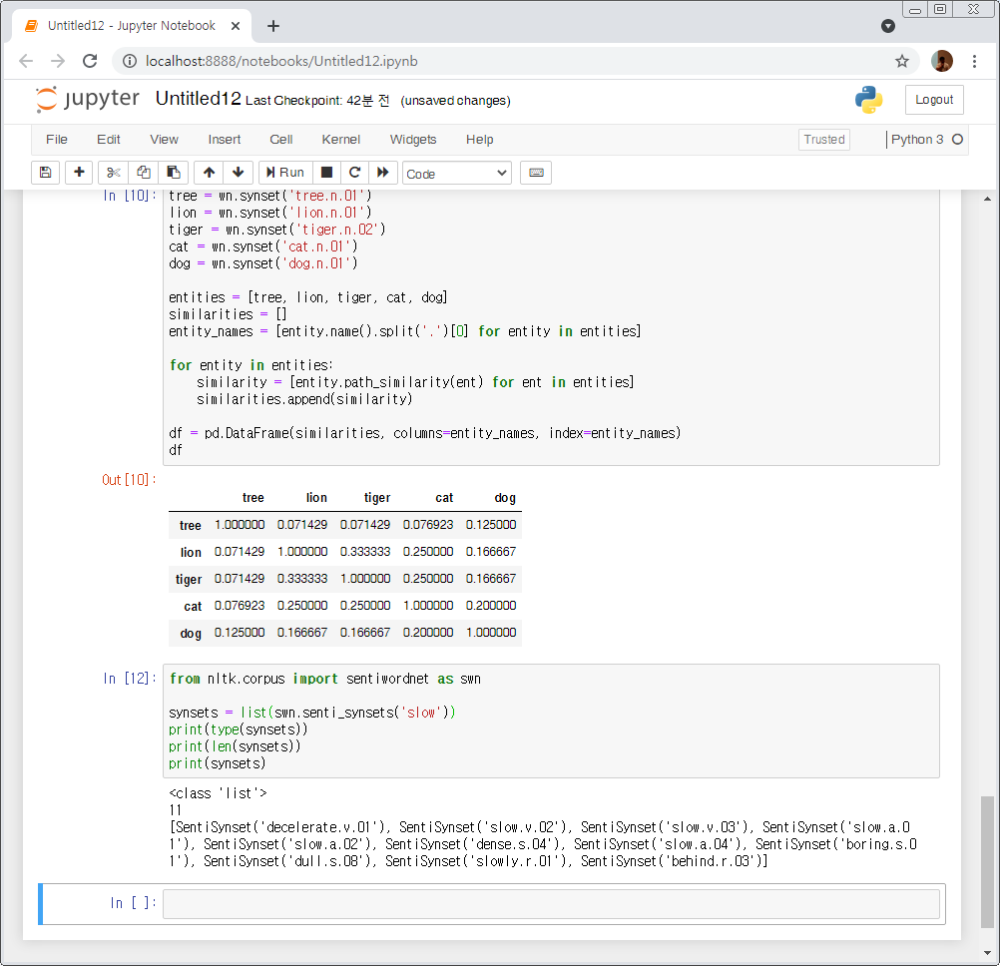 Untitled12 - Jupyter Notebook
localhost:8888/notebooks/Untitled12.ipynb
jupyter Untitled12 Last Checkpoint: 42분 전 (unsaved changes) Logout
File Edit View Insert Cell Kernel Widgets Help Trusted Python 3
Run Code
In [10]: tree = wn.synset('tree.n.01')
lion = wn.synset('lion.n.01')
tiger = wn.synset('tiger.n.02')
cat = wn.synset('cat.n.01')
dog = wn.synset('dog.n.01')
entities = [tree, lion, tiger, cat, dog]
similarities = []
entity_names = [entity.name().split('.')[0] for entity in entities]
for entity in entities:
    similarity = [entity.path_similarity(ent) for ent in entities]
    similarities.append(similarity)
df = pd.DataFrame(similarities, columns=entity_names, index=entity_names)
df
Out[10]:
tree lion tiger cat dog
tree 1.000000 0.071429 0.071429 0.076923 0.125000
lion 0.071429 1.000000 0.333333 0.250000 0.166667
tiger 0.071429 0.333333 1.000000 0.250000 0.166667
cat 0.076923 0.250000 0.250000 1.000000 0.200000
dog 0.125000 0.166667 0.166667 0.200000 1.000000
In [12]: from nltk.corpus import sentiwordnet as swn
synsets = list(swn.senti_synsets('slow'))
print(type(synsets))
print(len(synsets))
print(synsets)
<class 'list'>
11
[SentiSynset('decelerate.v.01'), SentiSynset('slow.v.02'), SentiSynset('slow.v.03'), SentiSynset('slow.a.0
1'), SentiSynset('slow.a.02'), SentiSynset('dense.s.04'), SentiSynset('slow.a.04'), SentiSynset('boring.s.0
1'), SentiSynset('dull.s.08'), SentiSynset('slowly.r.01'), SentiSynset('behind.r.03')]
In [ ]: